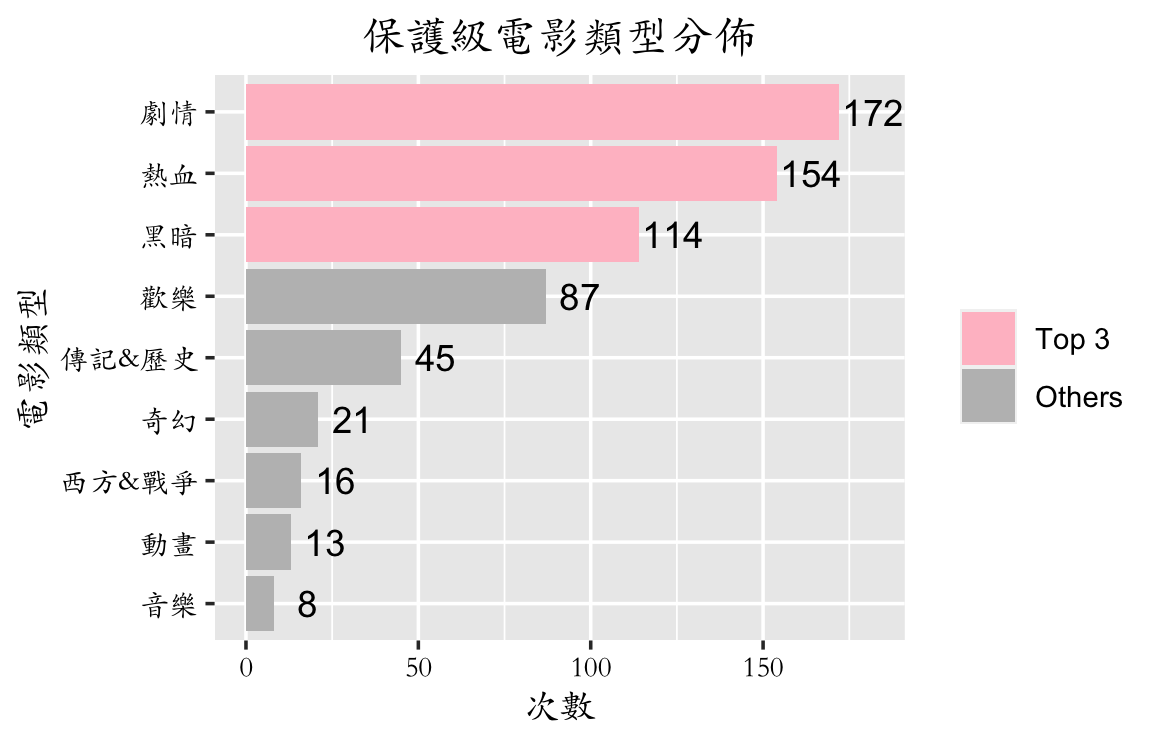 保護級電影類型分佈
電影類型
劇情
172
熱血
154
黑暗
114
歡樂
87
傳記&歷史
45
奇幻
21
西方&戰爭
16
動畫
13
音樂
8
0
50
100
150
次數
Top 3
Others